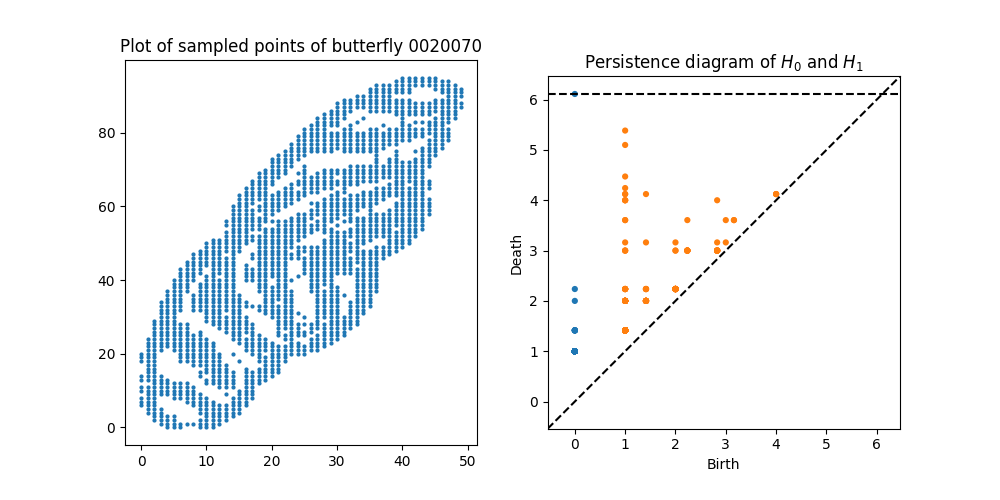 Plot of sampled points of butterfly 0020070
80
60
40
20
0
0 10 20 30 40 50
Persistence diagram of H₀ and H₁
Death
6
5
4
3
2
1
0
0 1 2 3 4 5 6
Birth